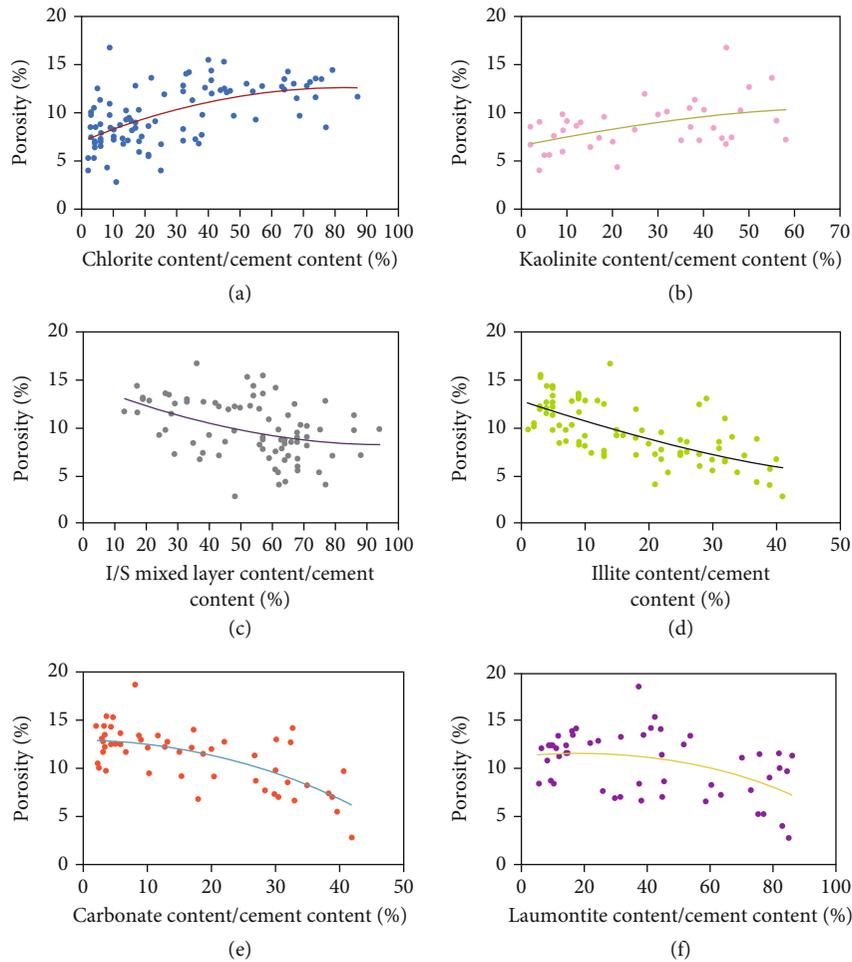 20
15
10
5
0
Porosity (%)
0 10 20 30 40 50 60 70 80 90 100
Chlorite content/cement content (%)
(a)
20
15
10
5
0
Porosity (%)
0 10 20 30 40 50 60 70
Kaolinite content/cement content (%)
(b)
20
15
10
5
0
Porosity (%)
0 10 20 30 40 50 60 70 80 90 100
I/S mixed layer content/cement
content (%)
(c)
20
15
10
5
0
Porosity (%)
0 10 20 30 40 50
Illite content/cement
content (%)
(d)
20
15
10
5
0
Porosity (%)
0 10 20 30 40 50
Carbonate content/cement content (%)
(e)
20
15
10
5
0
Porosity (%)
0 20 40 60 80 100
Laumontite content/cement content (%)
(f)